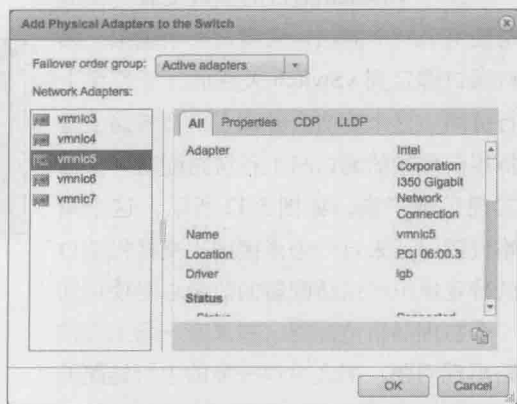 Add Physical Adapters to the Switch
Failover order group: Active adapters
Network Adapters:
vmnic3
vmnic4
vmnic5
vmnic6
vmnic7
All Properties CDP LLDP
Adapter Intel
Corporation
I350 Gigabit
Network
Connection
Name vmnic5
Location PCI 06:00.3
Driver igb
Status
OK Cancel